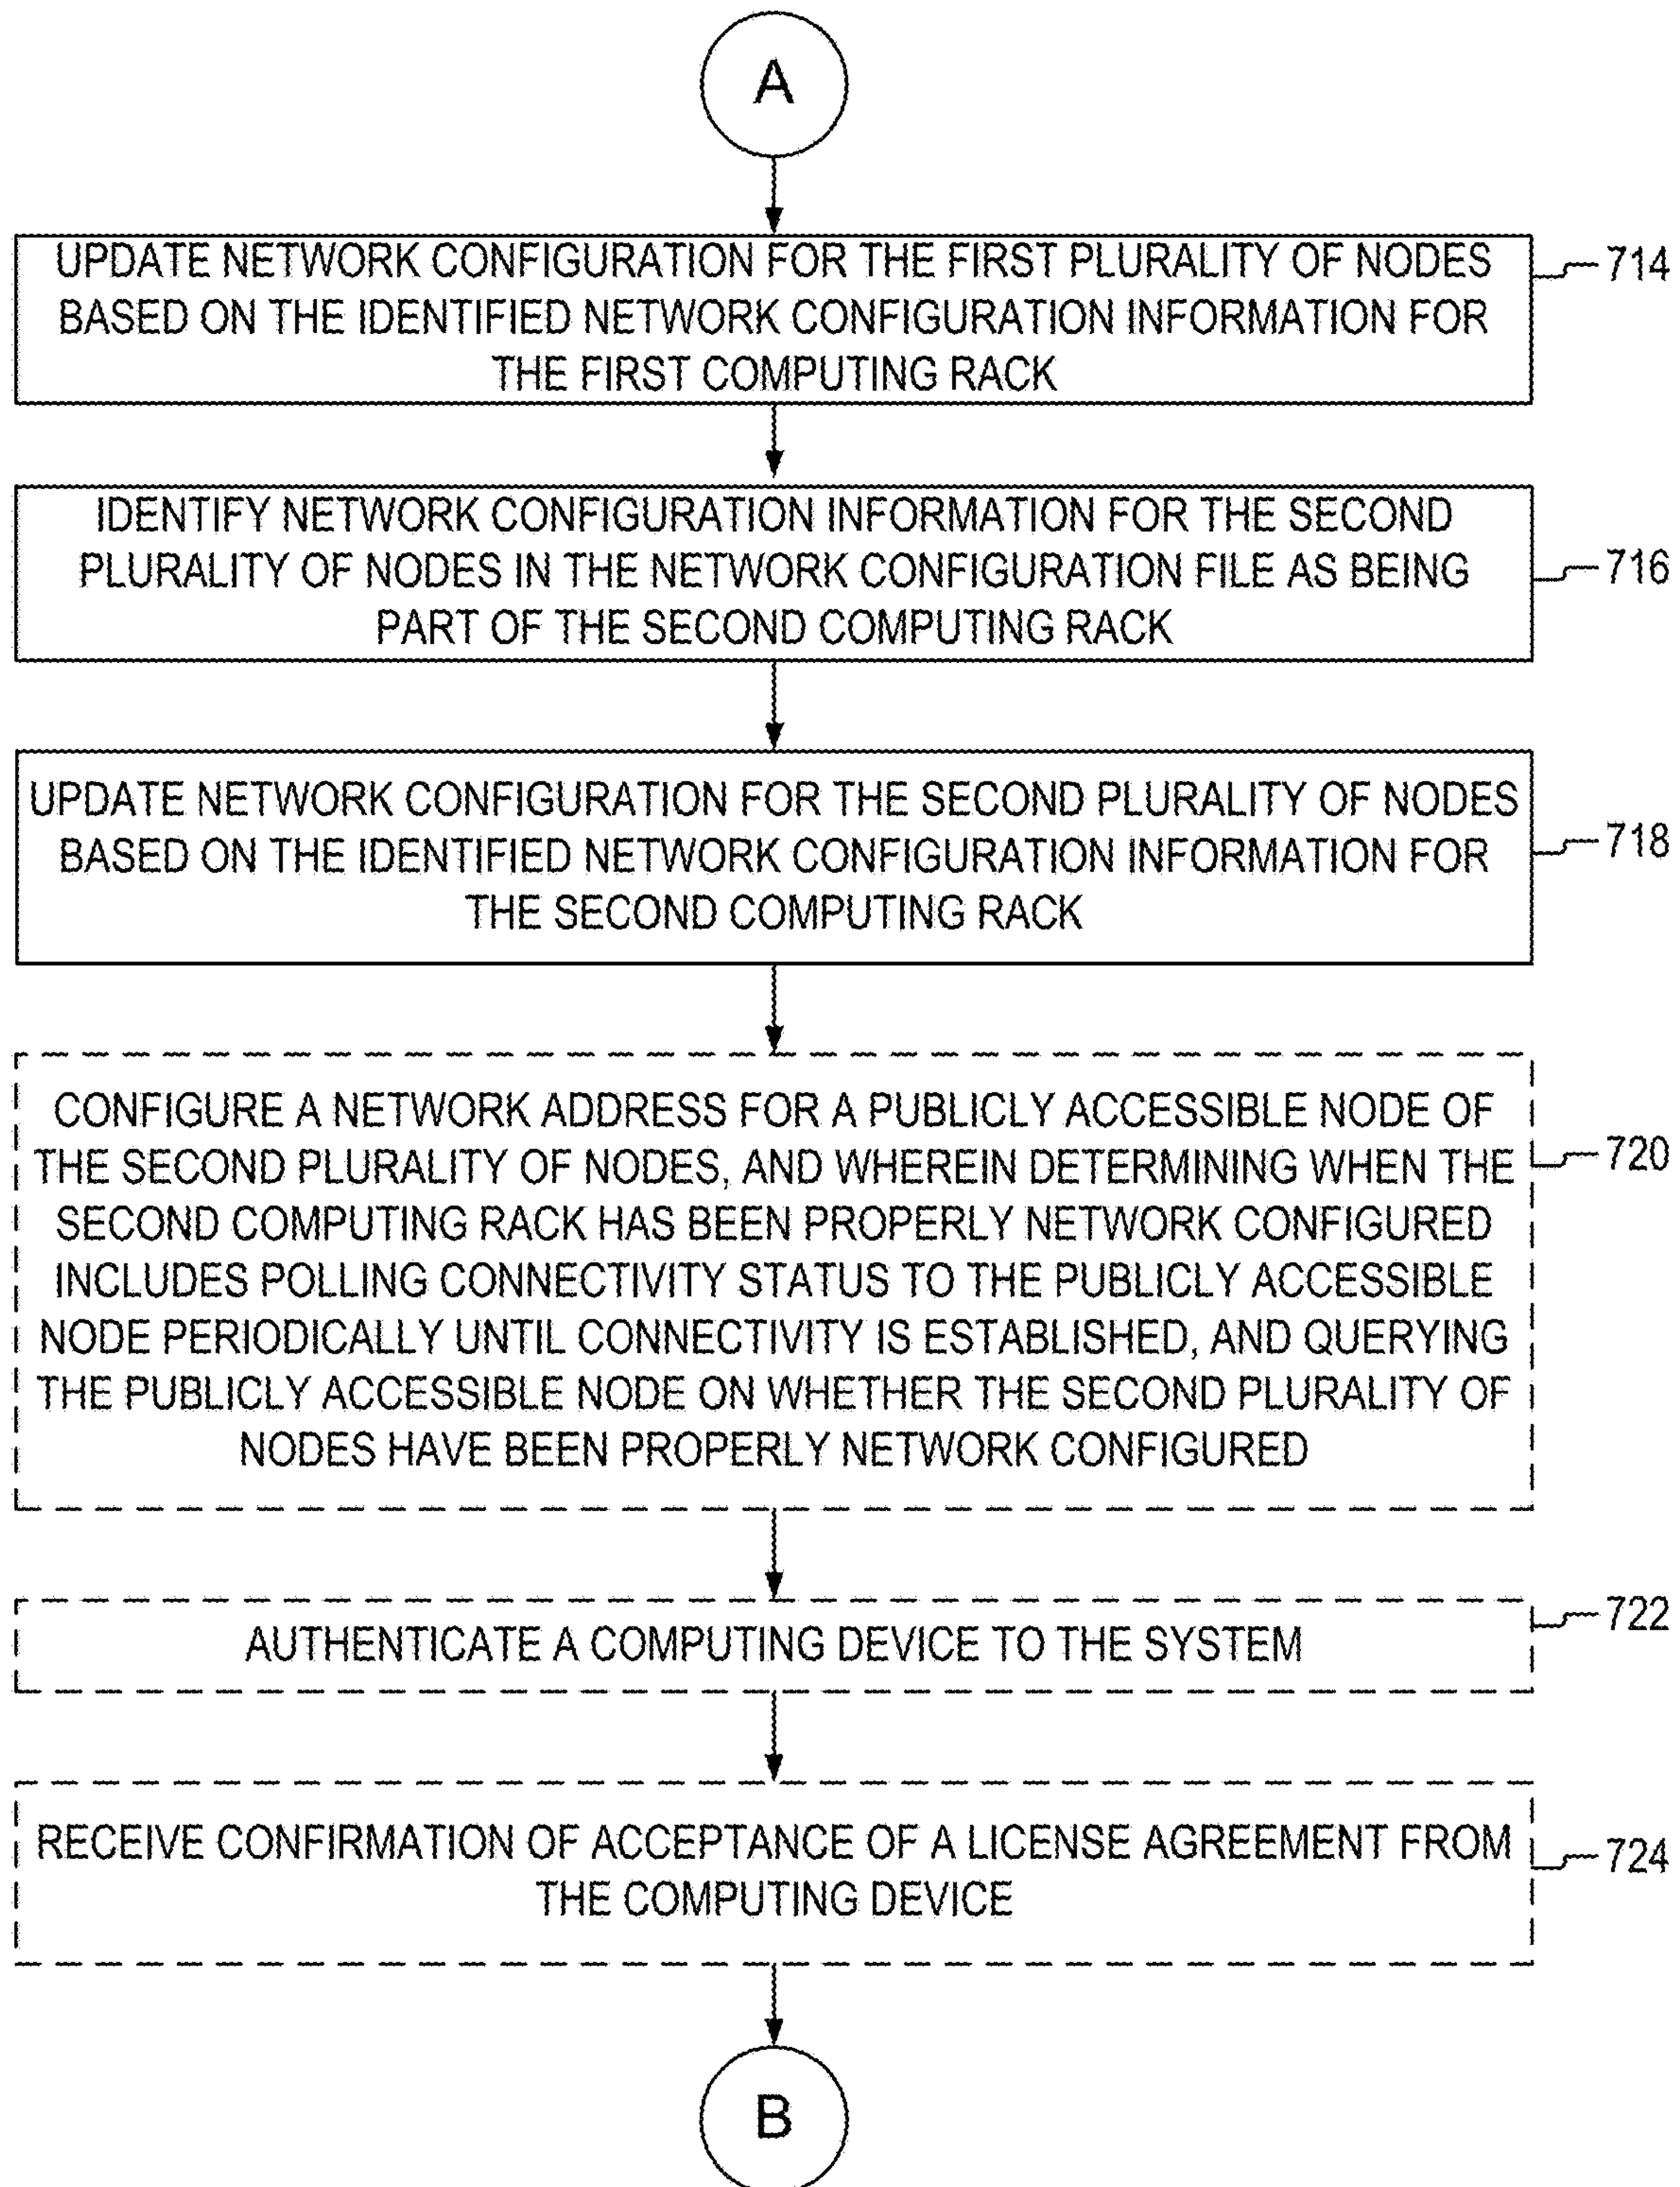 A
UPDATE NETWORK CONFIGURATION FOR THE FIRST PLURALITY OF NODES
BASED ON THE IDENTIFIED NETWORK CONFIGURATION INFORMATION FOR
THE FIRST COMPUTING RACK
714
IDENTIFY NETWORK CONFIGURATION INFORMATION FOR THE SECOND
PLURALITY OF NODES IN THE NETWORK CONFIGURATION FILE AS BEING
PART OF THE SECOND COMPUTING RACK
716
UPDATE NETWORK CONFIGURATION FOR THE SECOND PLURALITY OF NODES
BASED ON THE IDENTIFIED NETWORK CONFIGURATION INFORMATION FOR
THE SECOND COMPUTING RACK
718
CONFIGURE A NETWORK ADDRESS FOR A PUBLICLY ACCESSIBLE NODE OF
THE SECOND PLURALITY OF NODES, AND WHEREIN DETERMINING WHEN THE
SECOND COMPUTING RACK HAS BEEN PROPERLY NETWORK CONFIGURED
INCLUDES POLLING CONNECTIVITY STATUS TO THE PUBLICLY ACCESSIBLE
NODE PERIODICALLY UNTIL CONNECTIVITY IS ESTABLISHED, AND QUERYING
THE PUBLICLY ACCESSIBLE NODE ON WHETHER THE SECOND PLURALITY OF
NODES HAVE BEEN PROPERLY NETWORK CONFIGURED
720
AUTHENTICATE A COMPUTING DEVICE TO THE SYSTEM
722
RECEIVE CONFIRMATION OF ACCEPTANCE OF A LICENSE AGREEMENT FROM
THE COMPUTING DEVICE
724
B